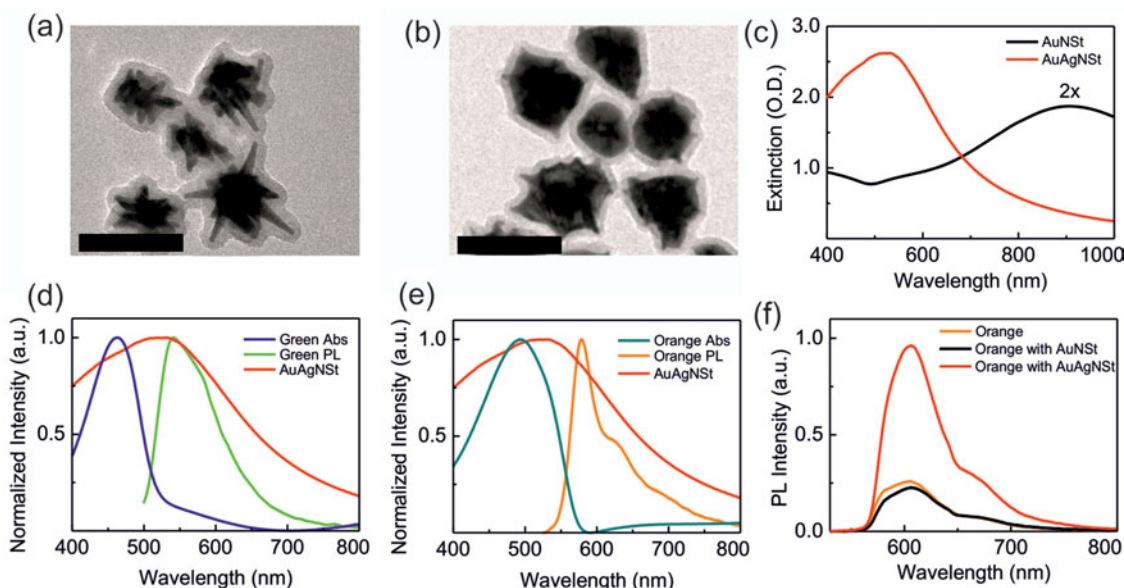 (a)
(b)
(c)
3.0
2.0
1.0
Extinction (O.D.)
AuNSt
AuAgNSt
2x
400 600 800 1000
Wavelength (nm)
(d)
1.0
0.5
Normalized Intensity (a.u.)
Green Abs
Green PL
AuAgNSt
400 500 600 700 800
Wavelength (nm)
(e)
1.0
0.5
Normalized Intensity (a.u.)
Orange Abs
Orange PL
AuAgNSt
400 500 600 700 800
Wavelength (nm)
(f)
1.0
0.5
0.0
PL Intensity (a.u.)
Orange
Orange with AuNSt
Orange with AuAgNSt
600 700 800
Wavelength (nm)